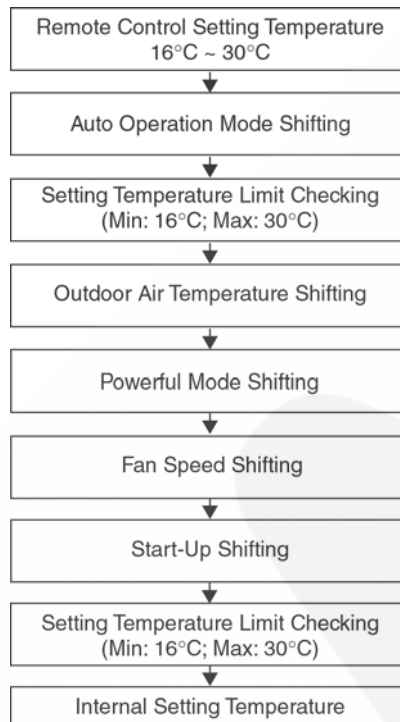 Remote Control Setting Temperature
16°C ~ 30°C
Auto Operation Mode Shifting
Setting Temperature Limit Checking
(Min: 16°C; Max: 30°C)
Outdoor Air Temperature Shifting
Powerful Mode Shifting
Fan Speed Shifting
Start-Up Shifting
Setting Temperature Limit Checking
(Min: 16°C; Max: 30°C)
Internal Setting Temperature